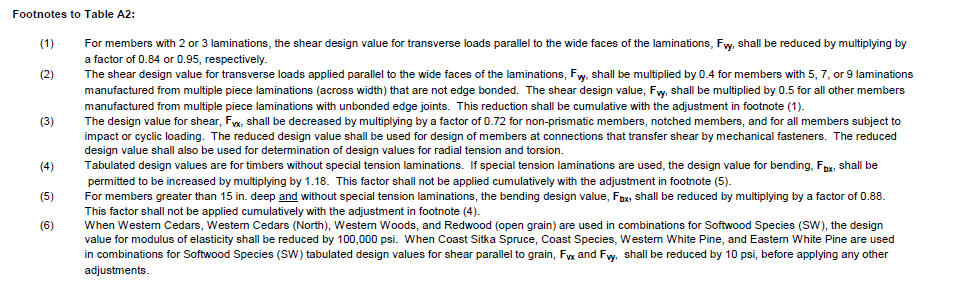 Footnotes to Table A2:
(1) For members with 2 or 3 laminations, the shear design value for transverse loads parallel to the wide faces of the laminations, Fvy, shall be reduced by multiplying by
a factor of 0.84 or 0.95, respectively.
(2) The shear design value for transverse loads applied parallel to the wide faces of the laminations, Fvy, shall be multiplied by 0.4 for members with 5, 7, or 9 laminations
manufactured from multiple piece laminations (across width) that are not edge bonded. The shear design value, Fvy, shall be multiplied by 0.5 for all other members
manufactured from multiple piece laminations with unbonded edge joints. This reduction shall be cumulative with the adjustment in footnote (1).
(3) The design value for shear, Fvx, shall be decreased by multiplying by a factor of 0.72 for non-prismatic members, notched members, and for all members subject to
impact or cyclic loading. The reduced design value shall be used for design of members at connections that transfer shear by mechanical fasteners. The reduced
design value shall also be used for determination of design values for radial tension and torsion.
(4) Tabulated design values are for timbers without special tension laminations. If special tension laminations are used, the design value for bending, Fbx, shall be
permitted to be increased by multiplying by 1.18. This factor shall not be applied cumulatively with the adjustment in footnote (5).
(5) For members greater than 15 in. deep and without special tension laminations, the bending design value, Fbx, shall be reduced by multiplying by a factor of 0.88.
This factor shall not be applied cumulatively with the adjustment in footnote (4).
(6) When Western Cedars, Western Cedars (North), Western Woods, and Redwood (open grain) are used in combinations for Softwood Species (SW), the design
value for modulus of elasticity shall be reduced by 100,000 psi. When Coast Sitka Spruce, Coast Species, Western White Pine, and Eastern White Pine are used
in combinations for Softwood Species (SW) tabulated design values for shear parallel to grain, Fvx and Fvy, shall be reduced by 10 psi, before applying any other
adjustments.